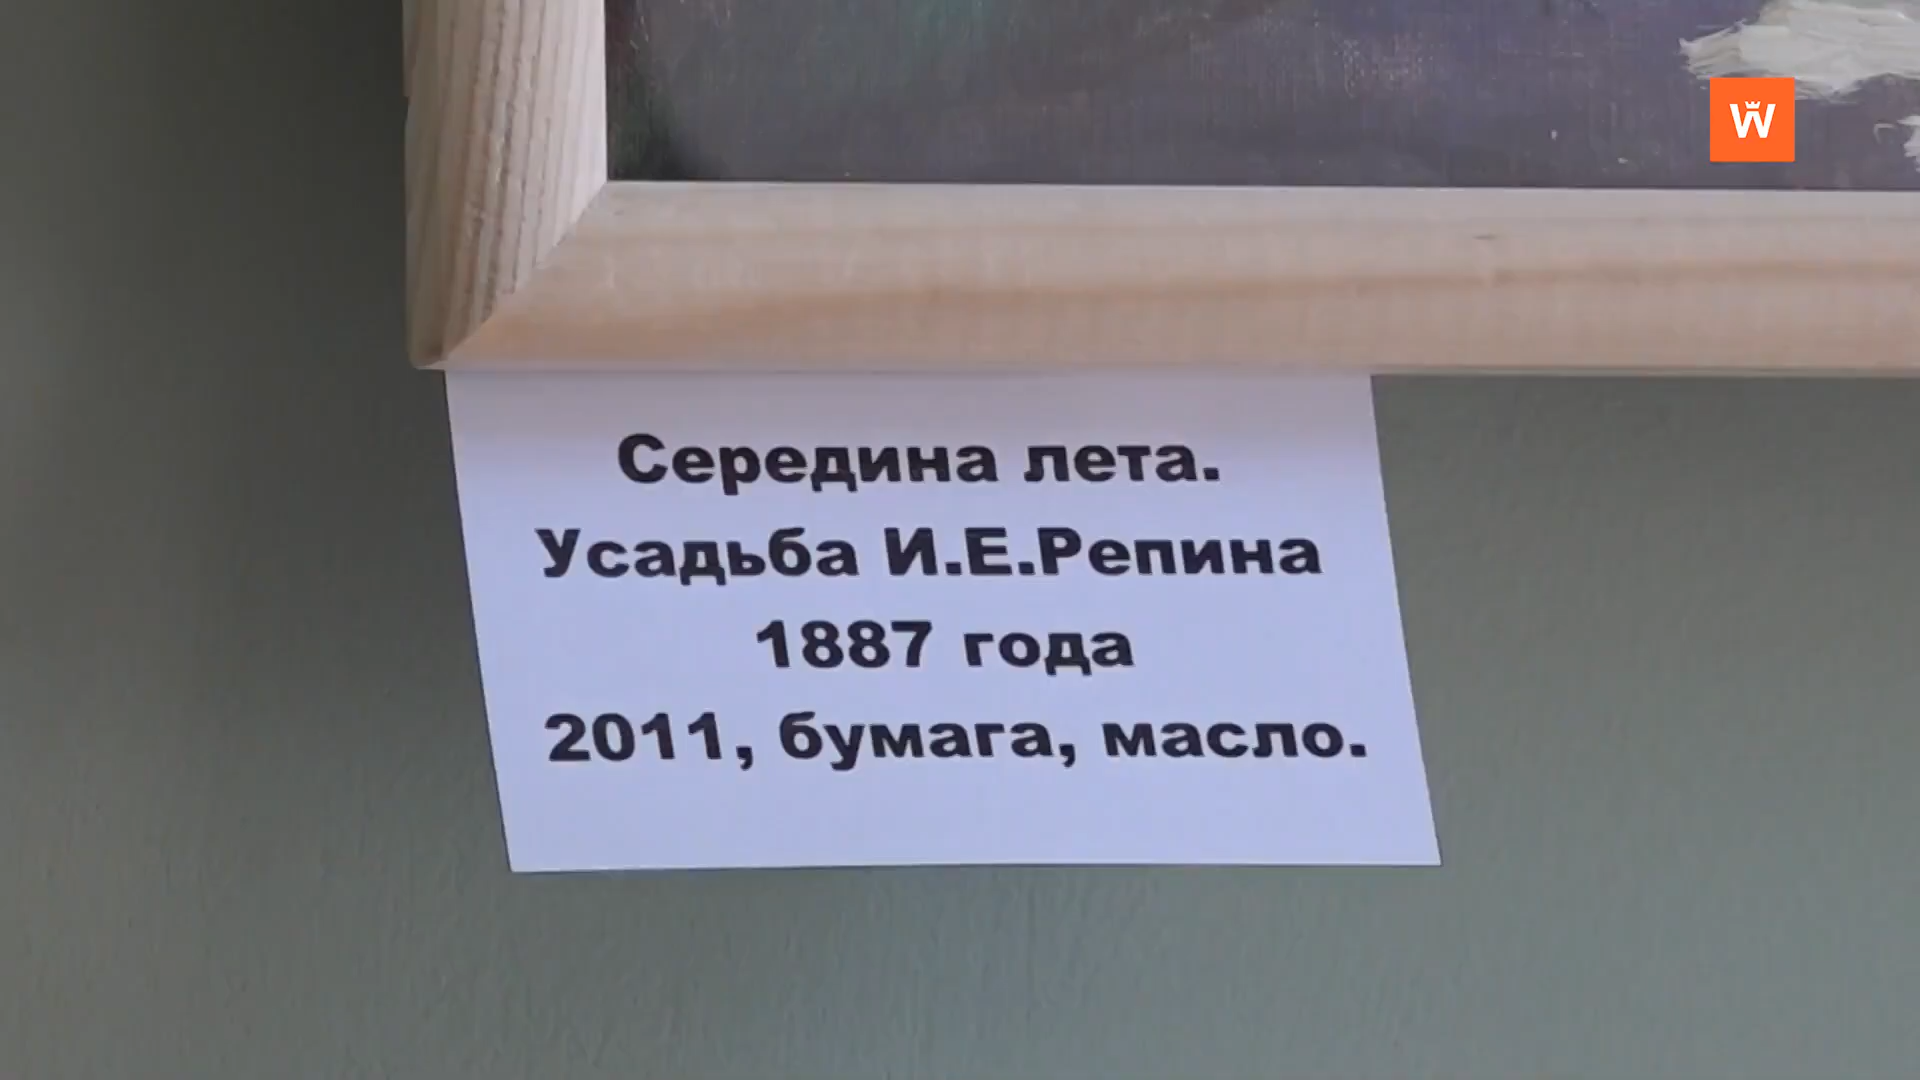 W
Середина лета.
Усадьба И.Е.Репина
1887 года
2011, бумага, масло.